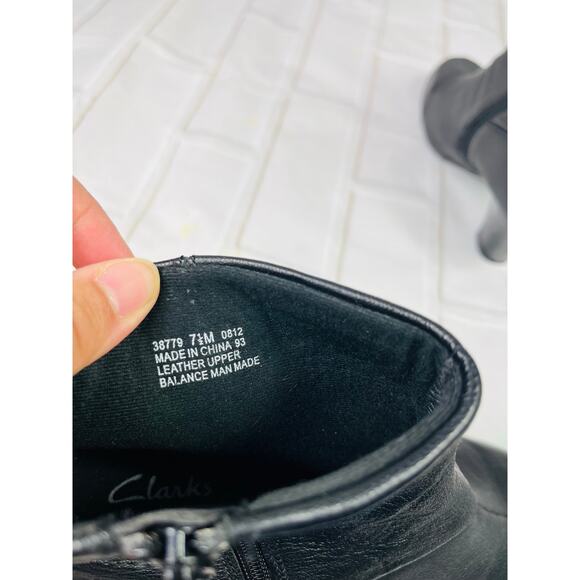 38779 7½M 0812
MADE IN CHINA 93
LEATHER UPPER
BALANCE MAN MADE
Clarks